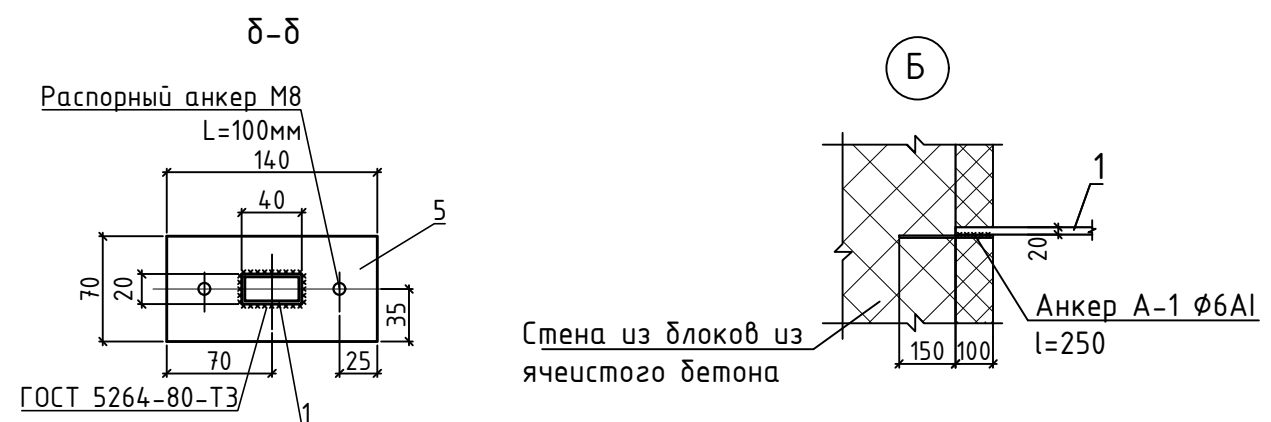 б-б
Распорный анкер М8
L=100мм
140
40
5
70
20
35
70
25
ГОСТ 5264-80-Т3
1
Б
1
20
Анкер А-1 Ø6АI
l=250
Стена из блоков из
ячеистого бетона
150
100